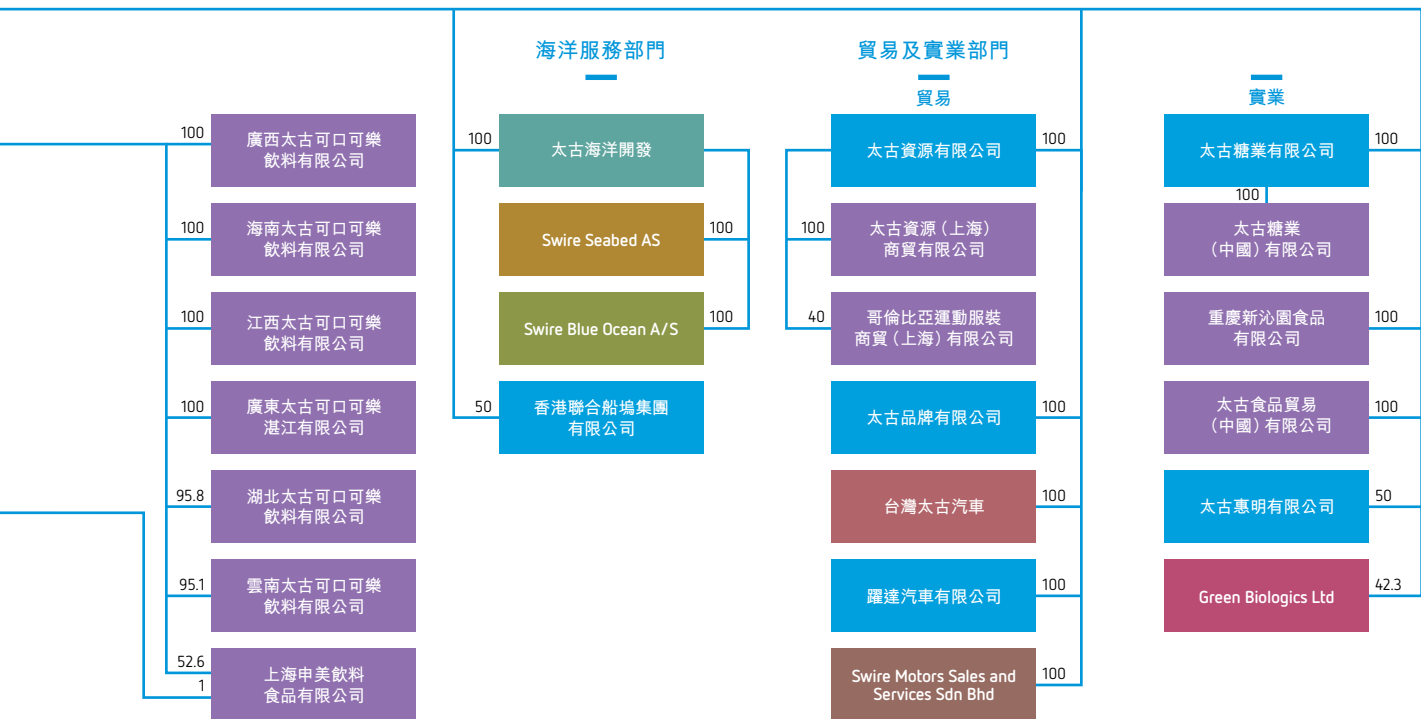 100
廣西太古可口可樂
飲料有限公司
100
海南太古可口可樂
飲料有限公司
100
江西太古可口可樂
飲料有限公司
100
廣東太古可口可樂
湛江有限公司
95.8
湖北太古可口可樂
飲料有限公司
95.1
雲南太古可口可樂
飲料有限公司
52.6
1
上海申美飲料
食品有限公司
海洋服務部門
100
太古海洋開發
Swire Seabed AS
100
Swire Blue Ocean A/S
100
50
香港聯合船塢集團
有限公司
貿易及實業部門
貿易
太古資源有限公司
100
100
太古資源（上海）
商貿有限公司
40
哥倫比亞運動服裝
商貿（上海）有限公司
太古品牌有限公司
100
台灣太古汽車
100
躍達汽車有限公司
100
Swire Motors Sales and
Services Sdn Bhd
100
實業
太古糖業有限公司
100
100
太古糖業
（中國）有限公司
重慶新沁園食品
有限公司
100
太古食品貿易
（中國）有限公司
100
太古惠明有限公司
50
Green Biologics Ltd
42.3